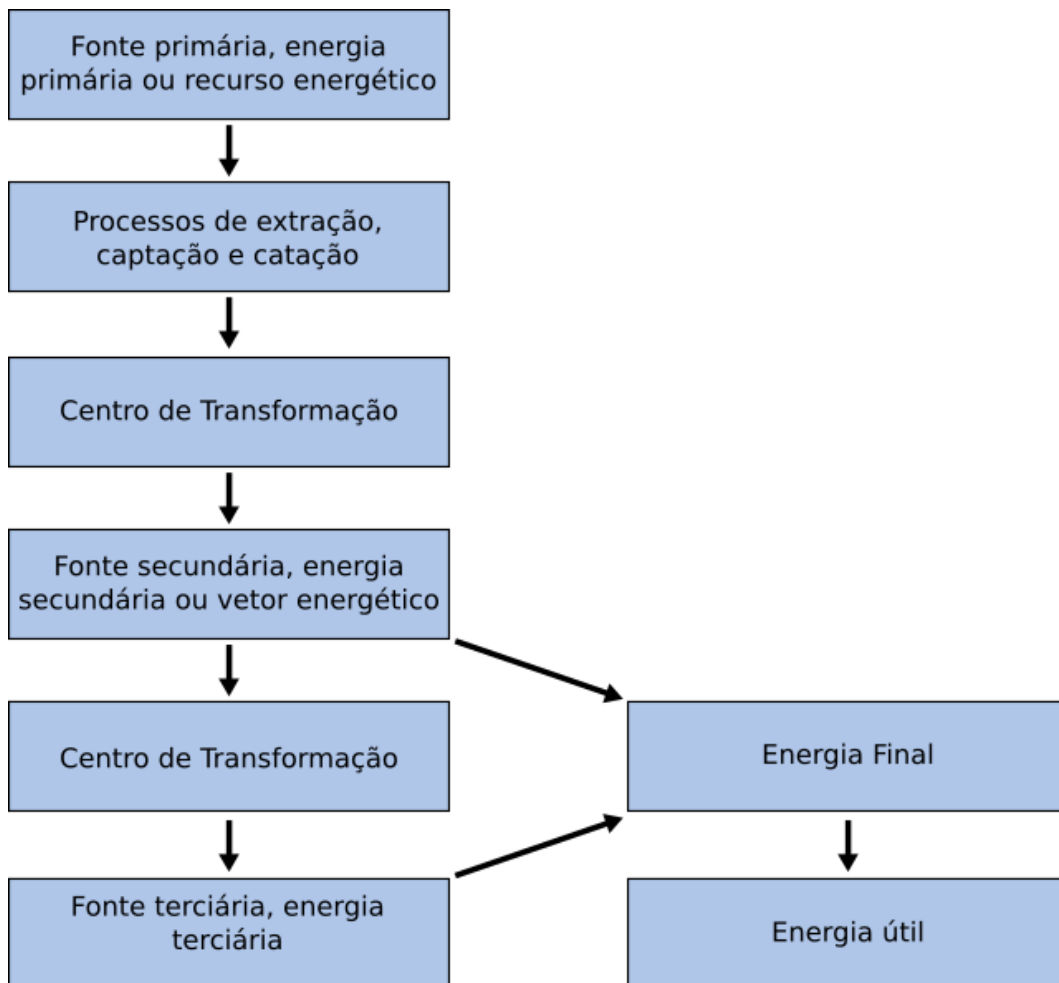 Fonte primária, energia
primária ou recurso energético
Processos de extração,
captação e catação
Centro de Transformação
Fonte secundária, energia
secundária ou vetor energético
Centro de Transformação
Energia Final
Fonte terciária, energia
terciária
Energia útil